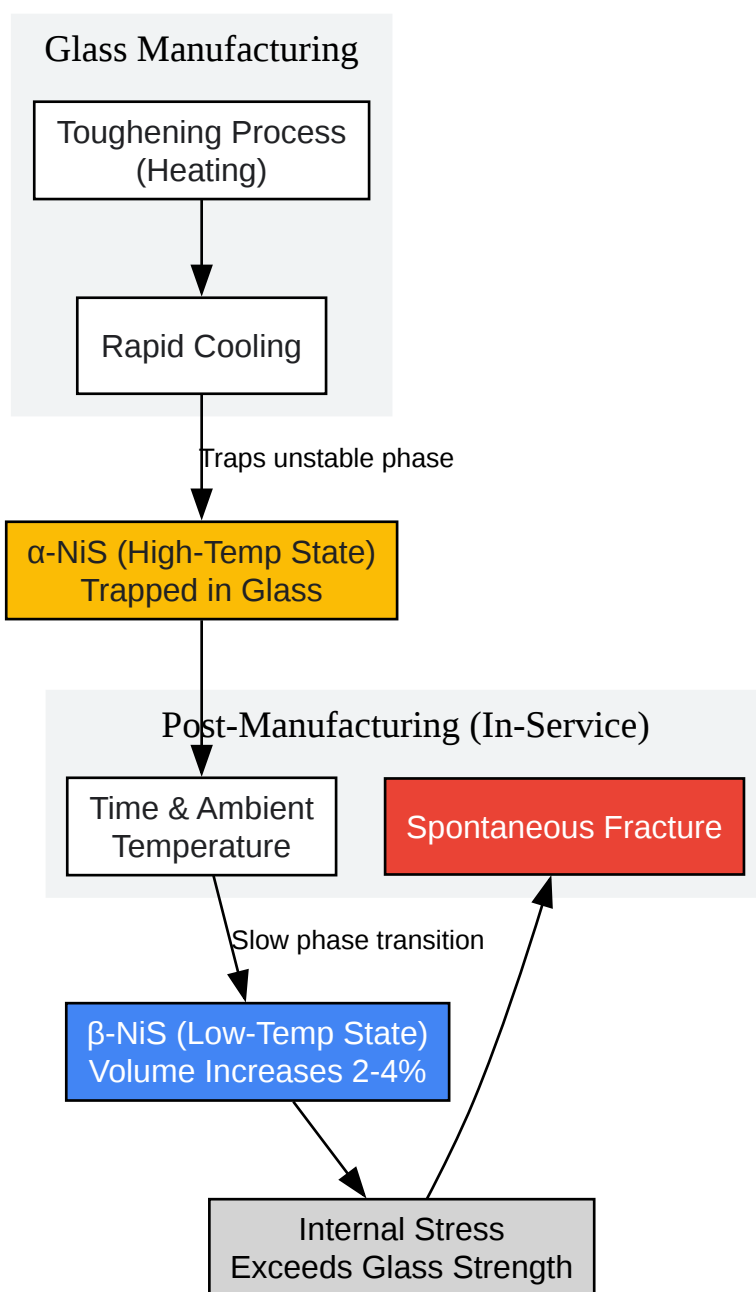 Glass Manufacturing
Toughening Process
(Heating)
Rapid Cooling
Traps unstable phase
α-NiS (High-Temp State)
Trapped in Glass
Post-Manufacturing (In-Service)
Time & Ambient
Temperature
Spontaneous Fracture
Slow phase transition
β-NiS (Low-Temp State)
Volume Increases 2-4%
Internal Stress
Exceeds Glass Strength